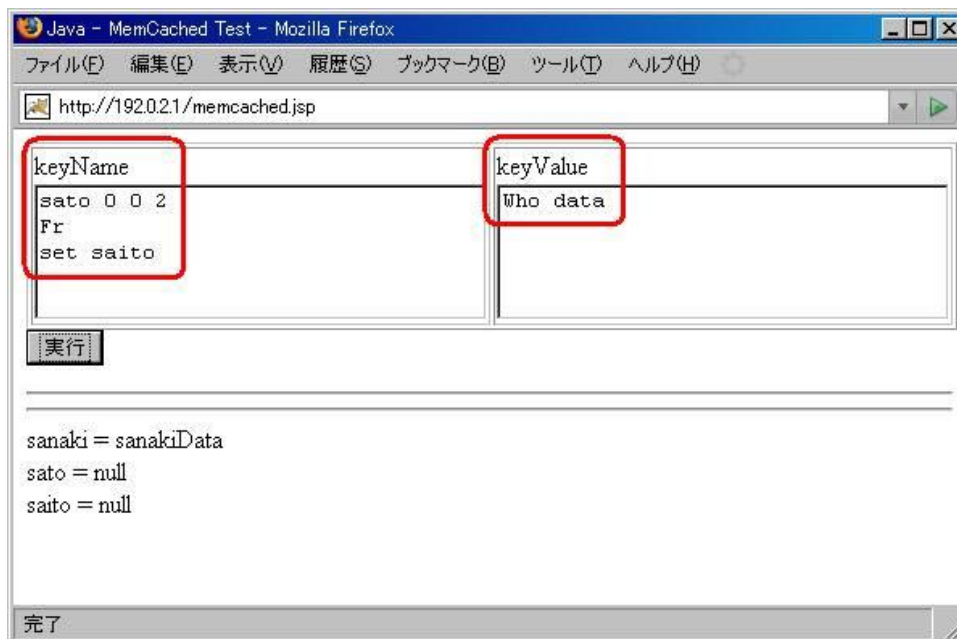 Java - MemCached Test - Mozilla Firefox
ファイル(F) 編集(E) 表示(V) 履歴(S) ブックマーク(B) ツール(T) ヘルプ(H)
http://192.0.2.1/memcached.jsp
keyName keyValue
sato 0 0 2 Who data
Fr
set saito
実行
sanaki = sanakiData
sato = null
saito = null
完了